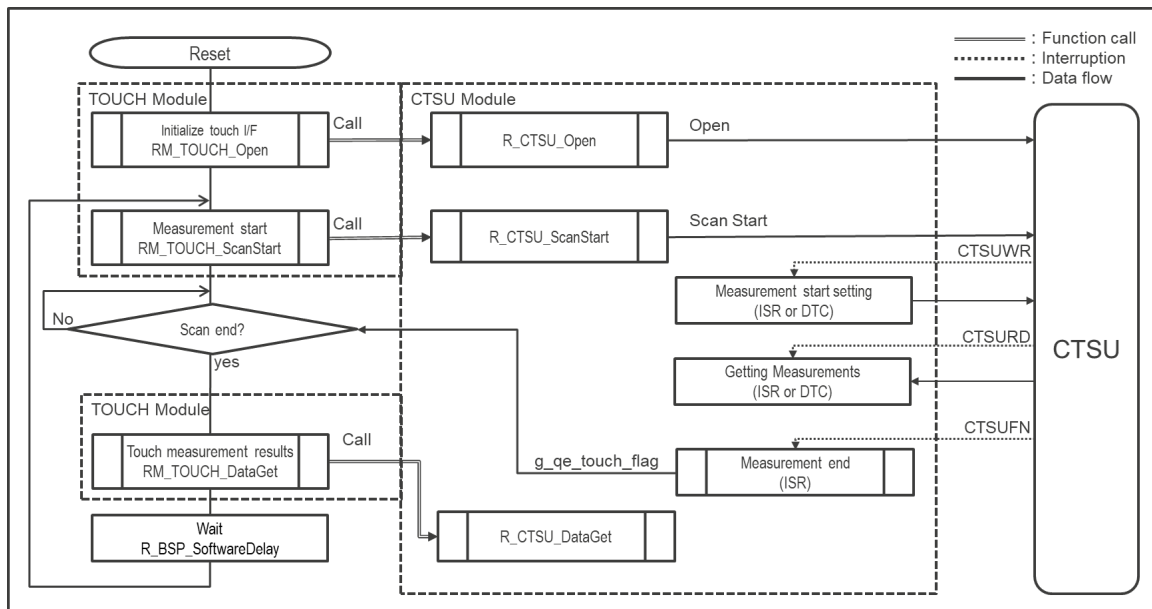 Reset
: Function call
: Interruption
: Data flow
TOUCH Module
CTSU Module
Initialize touch I/F
RM_TOUCH_Open
Call
R_CTSU_Open
Open
Measurement start
RM_TOUCH_ScanStart
Call
R_CTSU_ScanStart
Scan Start
CTSUWR
Measurement start setting
(ISR or DTC)
No
Scan end?
yes
CTSURD
Getting Measurements
(ISR or DTC)
CTSU
TOUCH Module
Touch measurement results
RM_TOUCH_DataGet
Call
g_qe_touch_flag
CTSUFN
Measurement end
(ISR)
Wait
R_BSP_SoftwareDelay
R_CTSU_DataGet